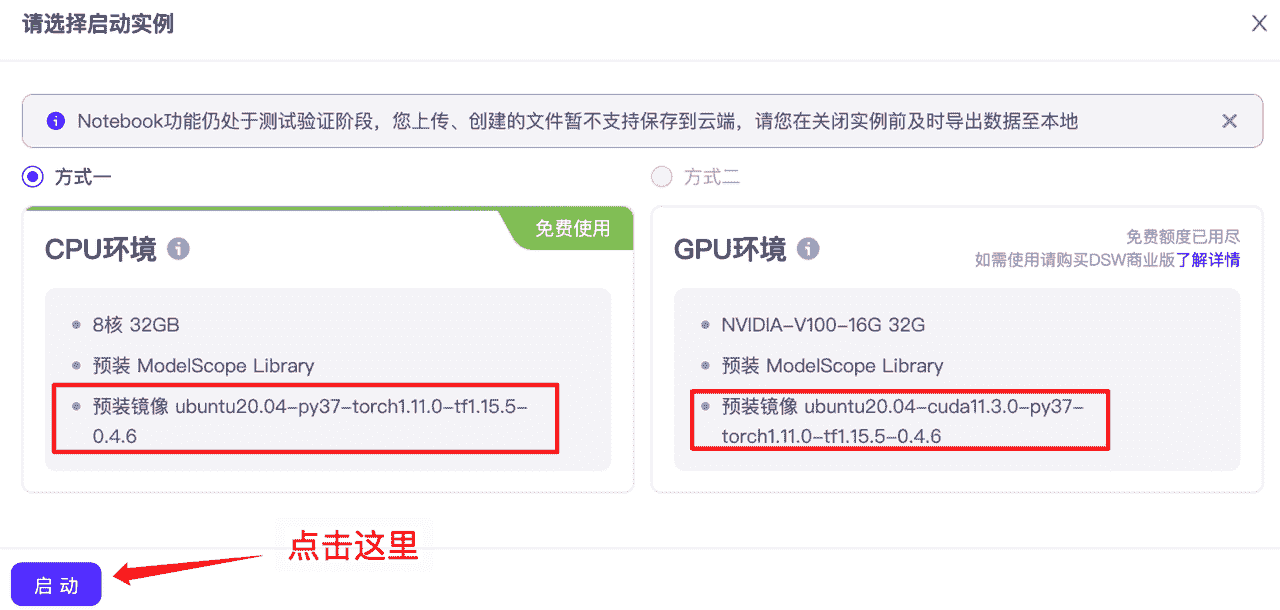 请选择启动实例
Notebook功能仍处于测试验证阶段，您上传、创建的文件暂不支持保存到云端，请您在关闭实例前及时导出数据至本地
方式一
免费使用
CPU环境
8核 32GB
预装 ModelScope Library
预装镜像 ubuntu20.04-py37-torch1.11.0-tf1.15.5-
0.4.6
方式二
GPU环境
免费额度已用尽
如需使用请购买DSW商业版了解详情
NVIDIA-V100-16G 32G
预装 ModelScope Library
预装镜像 ubuntu20.04-cuda11.3.0-py37-
torch1.11.0-tf1.15.5-0.4.6
点击这里
启动